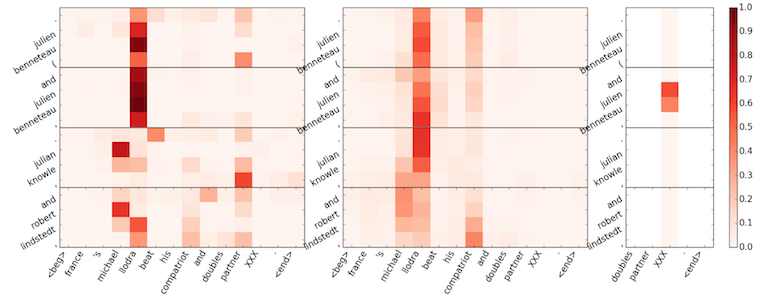 ,
julien
benneteau
(
and
julien
benneteau
,
julian
knowle
,
and
robert
lindstedt
,
<beg>
france
's
michael
llodra
beat
his
compatriot
and
doubles
partner
XXX
.
<end>
,
julien
benneteau
(
and
julien
benneteau
,
julian
knowle
,
and
robert
lindstedt
,
<beg>
france
's
michael
llodra
beat
his
compatriot
and
doubles
partner
XXX
.
<end>
,
julien
benneteau
(
and
julien
benneteau
,
julian
knowle
,
and
robert
lindstedt
,
doubles
partner
XXX
.
<end>
1.0
0.9
0.8
0.7
0.6
0.5
0.4
0.3
0.2
0.1
0.0